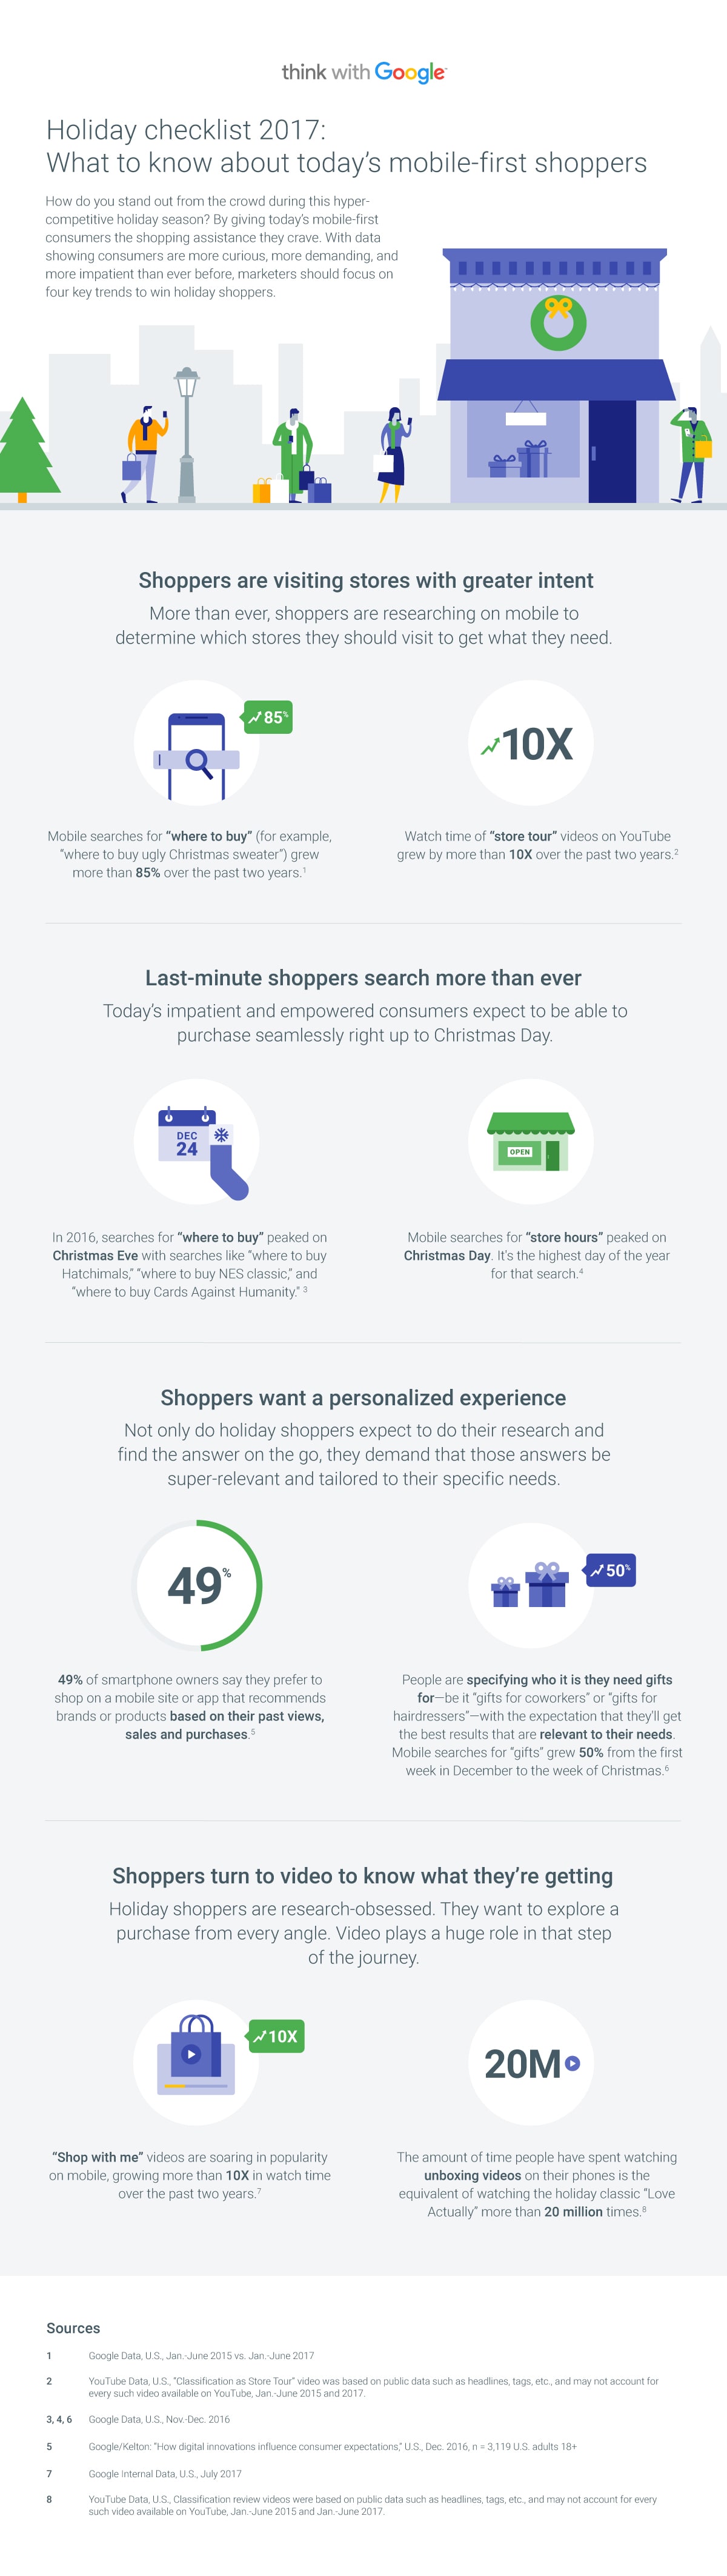 think with Google
Holiday checklist 2017:
What to know about today's mobile-first shoppers
How do you stand out from the crowd during this hyper-
competitive holiday season? By giving today's mobile-first
consumers the shopping assistance they crave. With data
showing consumers are more curious, more demanding, and
more impatient than ever before, marketers should focus on
four key trends to win holiday shoppers.
Shoppers are visiting stores with greater intent
More than ever, shoppers are researching on mobile to
determine which stores they should visit to get what they need.
85%
10X
Mobile searches for “where to buy” (for example,
“where to buy ugly Christmas sweater”) grew
more than 85% over the past two years.1
Watch time of “store tour” videos on YouTube
grew by more than 10X over the past two years.2
Last-minute shoppers search more than ever
Today's impatient and empowered consumers expect to be able to
purchase seamlessly right up to Christmas Day.
DEC
24
OPEN
In 2016, searches for “where to buy” peaked on
Christmas Eve with searches like “where to buy
Hatchimals,” “where to buy NES classic,” and
“where to buy Cards Against Humanity.” 3
Mobile searches for “store hours” peaked on
Christmas Day. It's the highest day of the year
for that search.4
Shoppers want a personalized experience
Not only do holiday shoppers expect to do their research and
find the answer on the go, they demand that those answers be
super-relevant and tailored to their specific needs.
49%
50%
49% of smartphone owners say they prefer to
shop on a mobile site or app that recommends
brands or products based on their past views,
sales and purchases.5
People are specifying who it is they need gifts
for—be it “gifts for coworkers” or “gifts for
hairdressers”—with the expectation that they'll get
the best results that are relevant to their needs.
Mobile searches for “gifts” grew 50% from the first
week in December to the week of Christmas.6
Shoppers turn to video to know what they're getting
Holiday shoppers are research-obsessed. They want to explore a
purchase from every angle. Video plays a huge role in that step
of the journey.
10X
20M
“Shop with me” videos are soaring in popularity
on mobile, growing more than 10X in watch time
over the past two years.7
The amount of time people have spent watching
unboxing videos on their phones is the
equivalent of watching the holiday classic “Love
Actually” more than 20 million times.8
Sources
1 Google Data, U.S., Jan.-June 2015 vs. Jan.-June 2017
2 YouTube Data, U.S., “Classification as Store Tour” video was based on public data such as headlines, tags, etc., and may not account for
every such video available on YouTube, Jan.-June 2015 and 2017.
3, 4, 6 Google Data, U.S., Nov.-Dec. 2016
5 Google/Kelton: “How digital innovations influence consumer expectations,” U.S., Dec. 2016, n = 3,119 U.S. adults 18+
7 Google Internal Data, U.S., July 2017
8 YouTube Data, U.S., Classification review videos were based on public data such as headlines, tags, etc., and may not account for every
such video available on YouTube, Jan.-June 2015 and Jan.-June 2017.